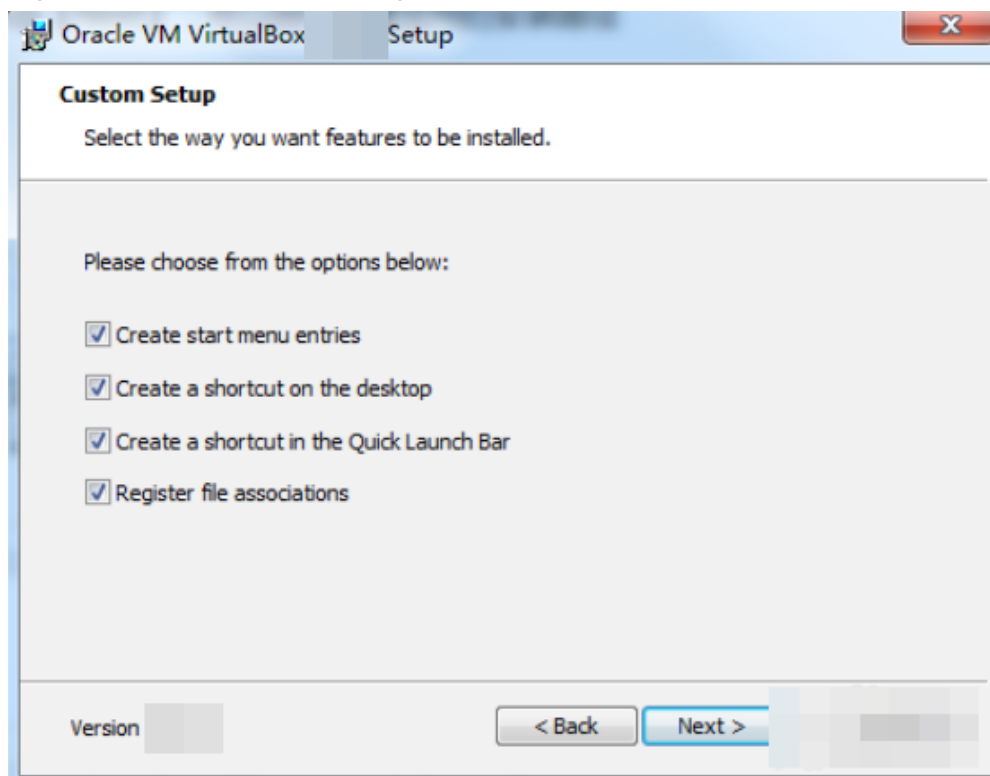 Oracle VM VirtualBox Setup
Custom Setup
Select the way you want features to be installed.
Please choose from the options below:
Create start menu entries
Create a shortcut on the desktop
Create a shortcut in the Quick Launch Bar
Register file associations
Version
< Back Next >